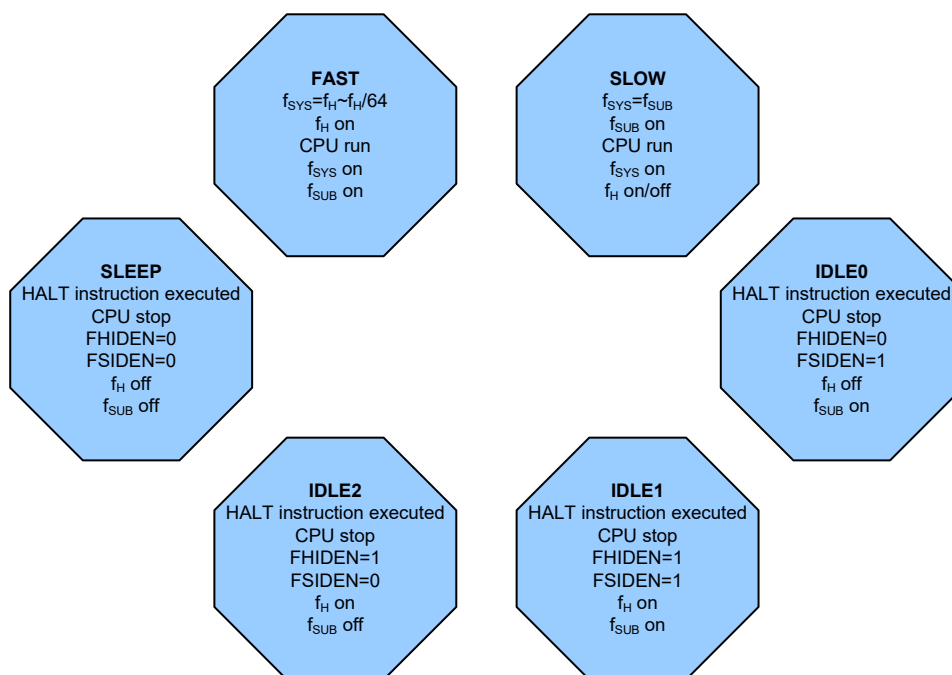 FAST
fSYS=fH~fH/64
fH on
CPU run
fSYS on
fSUB on
SLOW
fSYS=fSUB
fSUB on
CPU run
fSYS on
fH on/off
SLEEP
HALT instruction executed
CPU stop
FHIDEN=0
FSIDEN=0
fH off
fSUB off
IDLE0
HALT instruction executed
CPU stop
FHIDEN=0
FSIDEN=1
fH off
fSUB on
IDLE2
HALT instruction executed
CPU stop
FHIDEN=1
FSIDEN=0
fH on
fSUB off
IDLE1
HALT instruction executed
CPU stop
FHIDEN=1
FSIDEN=1
fH on
fSUB on